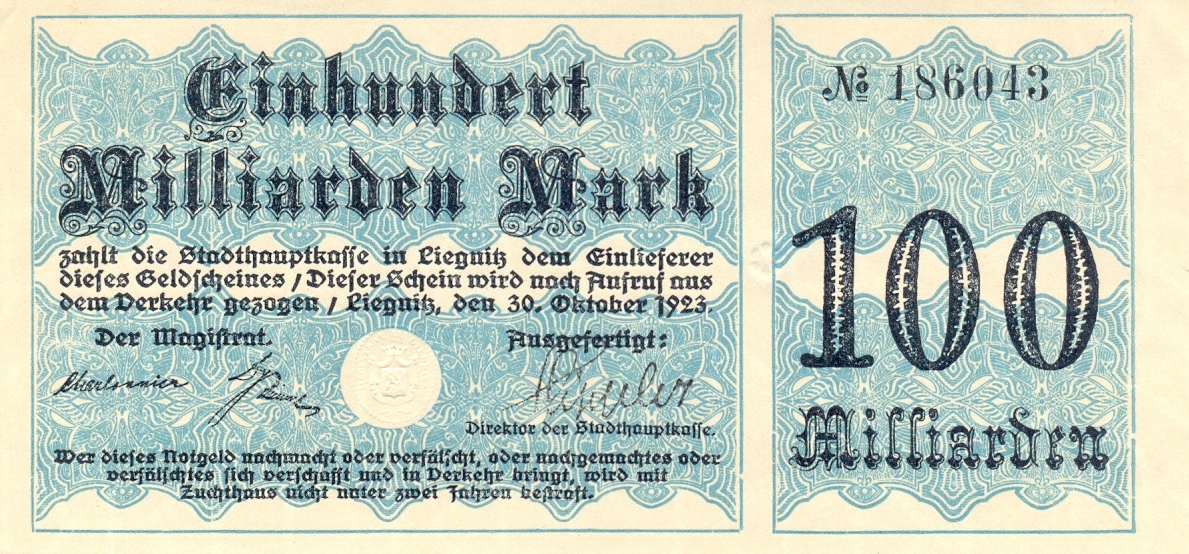 Einhundert
Milliarden Mark
zahlt die Stadthauptkasse in Liegnitz dem Einlieferer
dieses Geldscheines / Dieser Schein wird nach Aufruf aus
dem Verkehr gezogen / Liegnitz, den 30. Oktober 1923.
Der Magistrat.
Ausgefertigt:
Charbonnier
Direktor der Stadthauptkasse.
Wer dieses Notgeld nachmacht oder verfälscht, oder nachgemachtes oder
verfälschtes sich verschafft und in Verkehr bringt, wird mit
Zuchthaus nicht unter zwei Jahren bestraft.
№ 186043
100
Milliarden